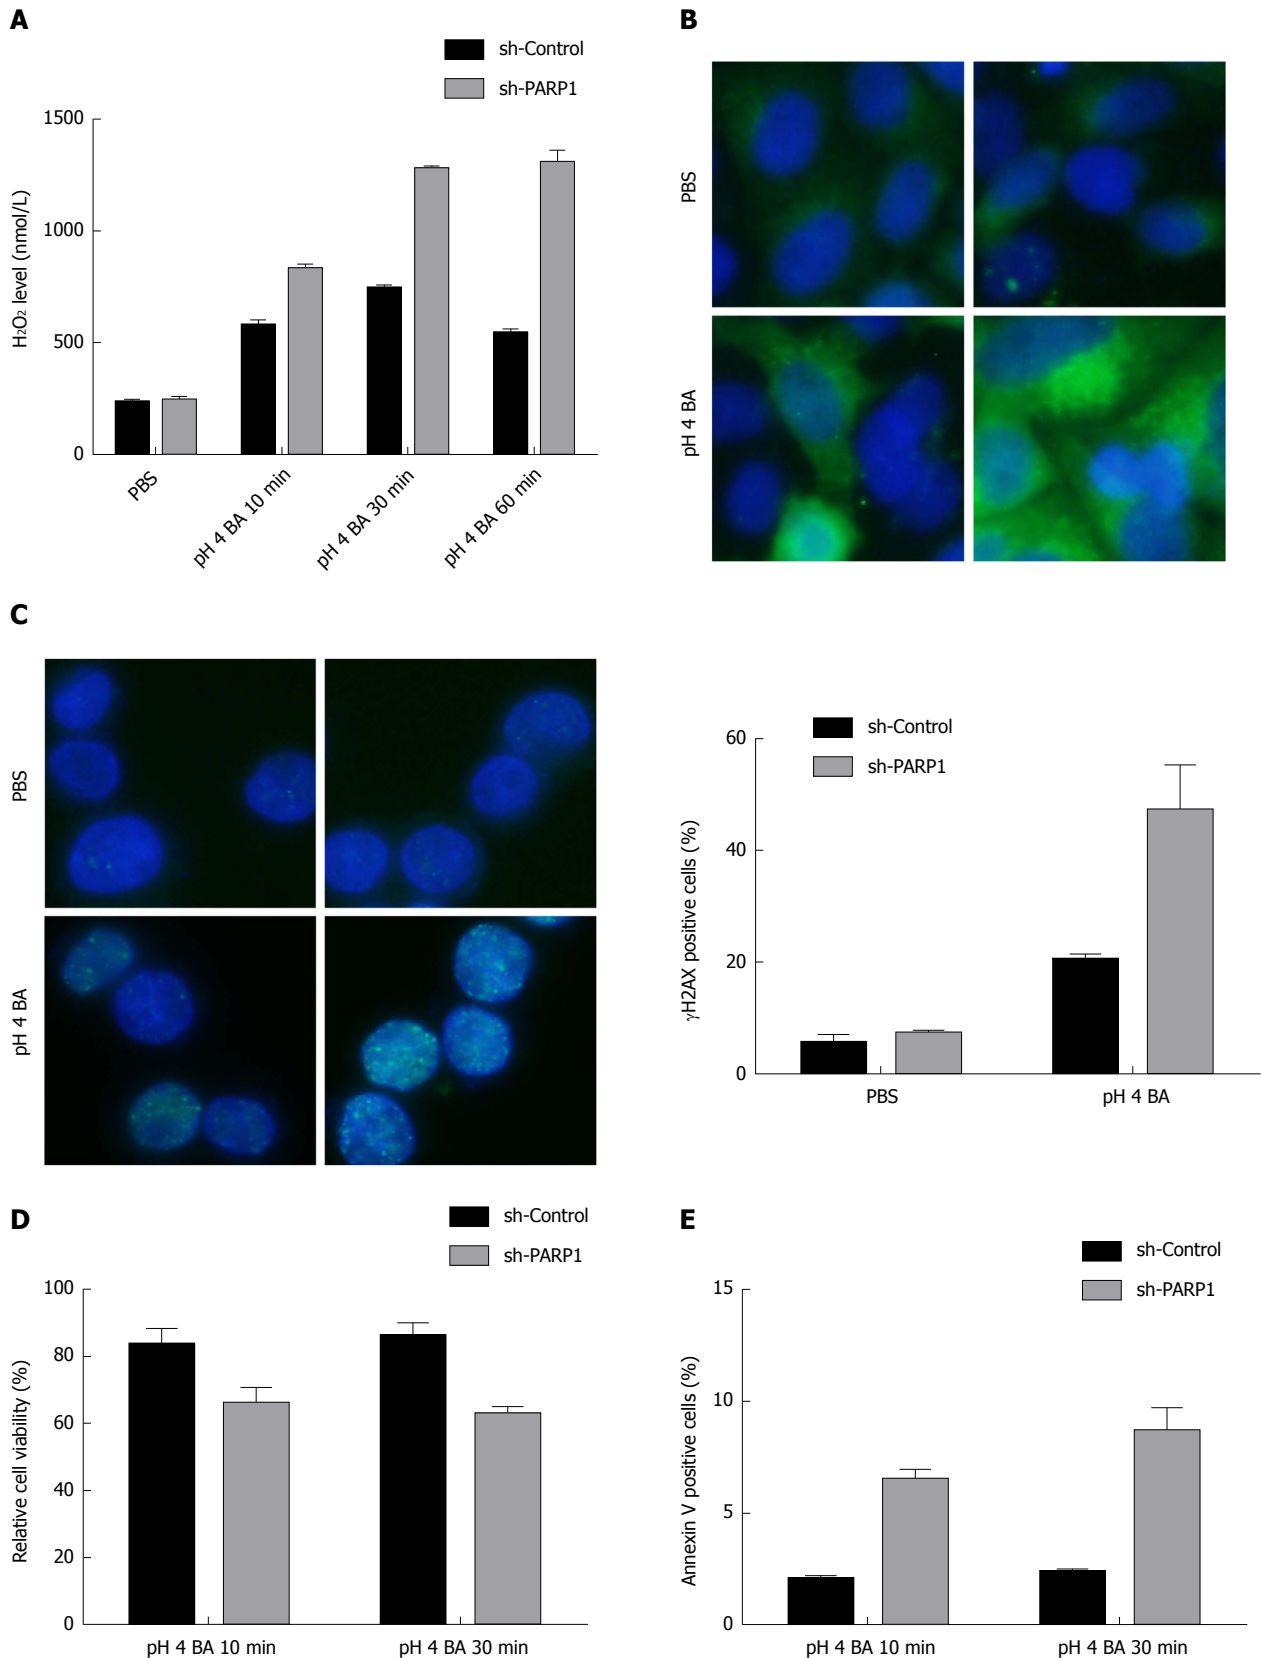 A
sh-Control
sh-PARP1
1500
1000
500
0
H₂O₂ level (nmol/L)
PBS
pH 4 BA 10 min
pH 4 BA 30 min
pH 4 BA 60 min
B
PBS
pH 4 BA
C
PBS
pH 4 BA
sh-Control
sh-PARP1
60
40
20
0
γH2AX positive cells (%)
PBS
pH 4 BA
D
sh-Control
sh-PARP1
100
80
60
40
20
0
Relative cell viability (%)
pH 4 BA 10 min
pH 4 BA 30 min
E
sh-Control
sh-PARP1
15
10
5
0
Annexin V positive cells (%)
pH 4 BA 10 min
pH 4 BA 30 min